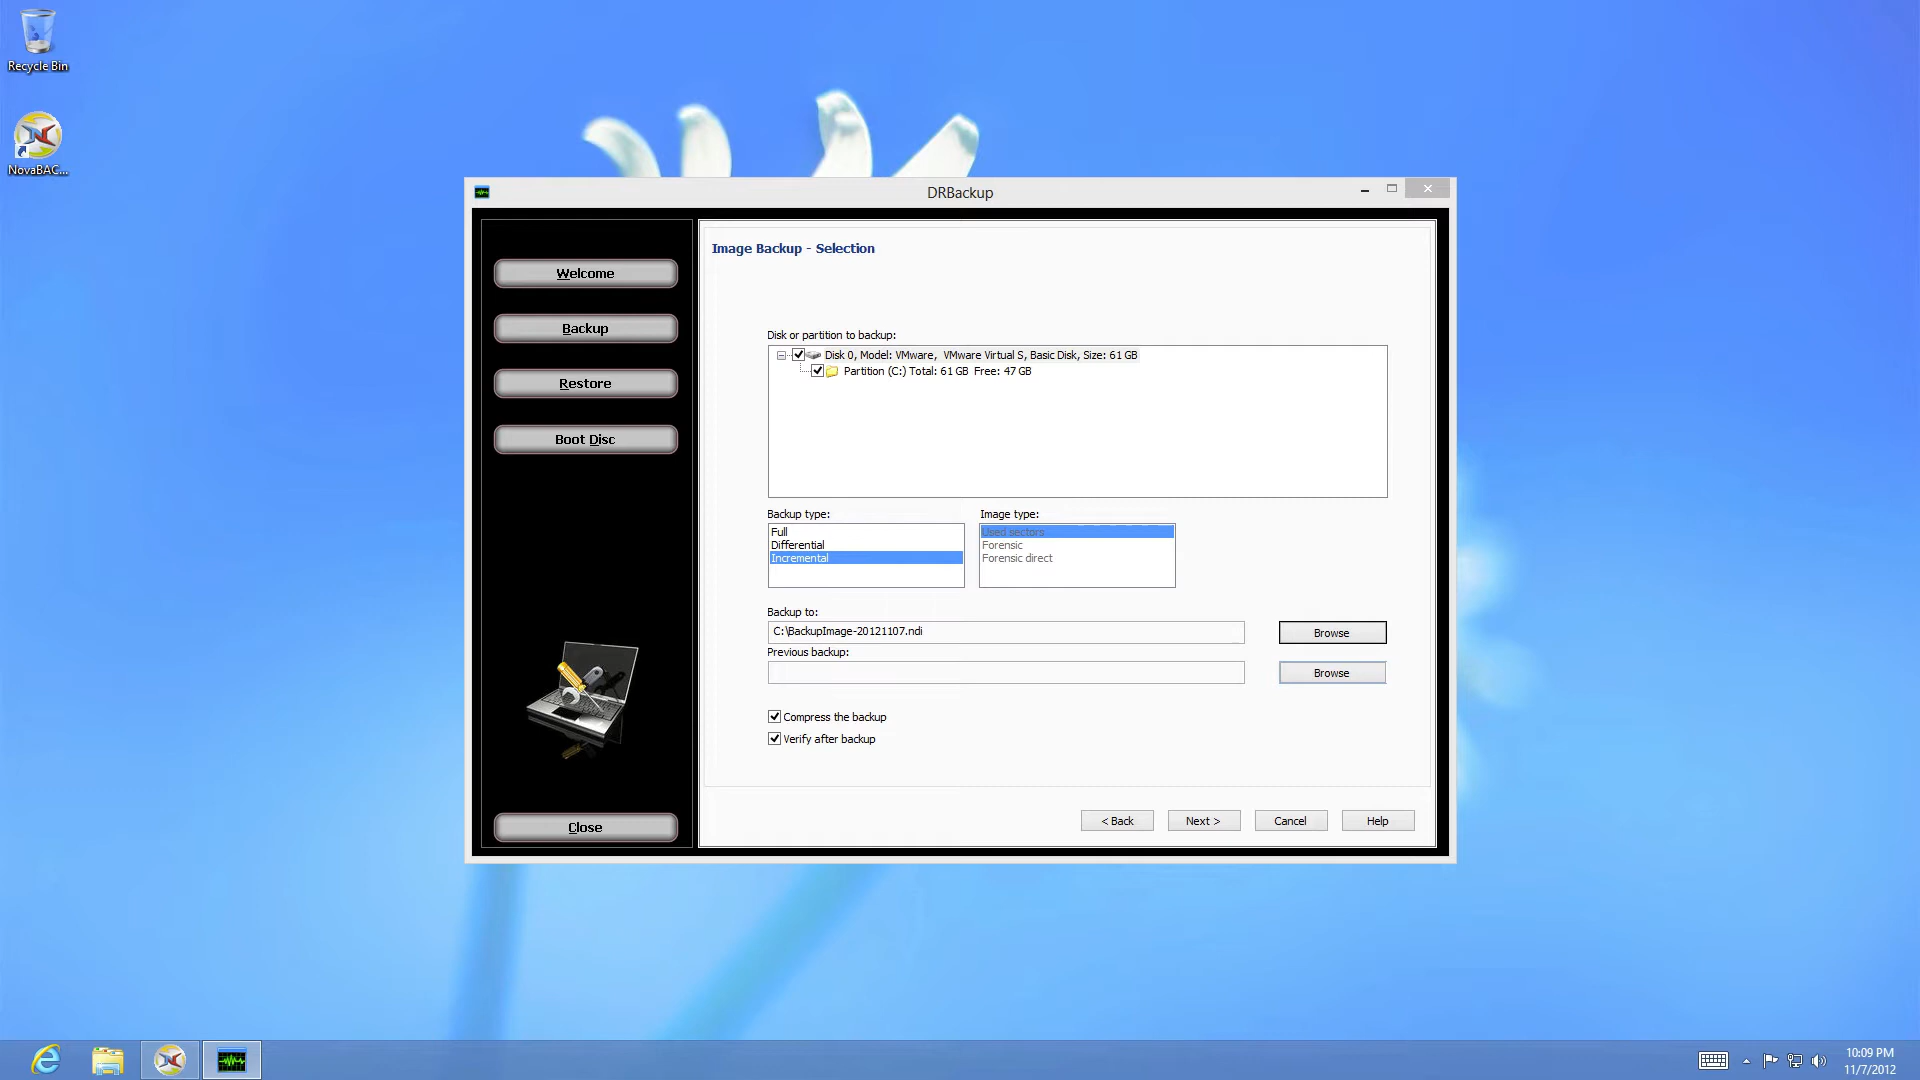 Recycle Bin
NovaBAC...
DRBackup
Welcome
Backup
Restore
Boot Disc
Close
Image Backup - Selection
Disk or partition to backup:
Disk 0, Model: VMware,  VMware Virtual S, Basic Disk, Size: 61 GB
Partition (C:) Total: 61 GB  Free: 47 GB
Backup type:
Full
Differential
Incremental
Image type:
Used sectors
Forensic
Forensic direct
Backup to:
C:\BackupImage-20121107.ndi
Browse
Previous backup:
Browse
Compress the backup
Verify after backup
< Back
Next >
Cancel
Help
10:09 PM
11/7/2012